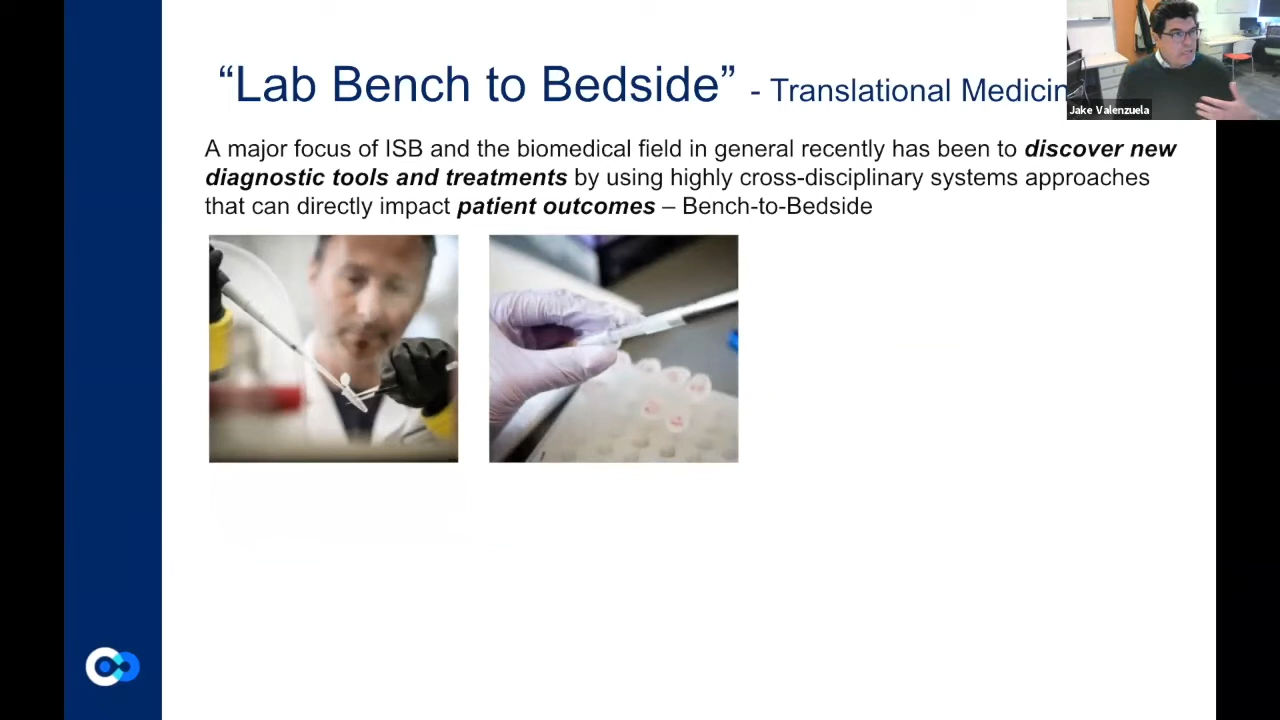 “Lab Bench to Bedside” - Translational Medicin
Jake Valenzuela
A major focus of ISB and the biomedical field in general recently has been to discover new
diagnostic tools and treatments by using highly cross-disciplinary systems approaches
that can directly impact patient outcomes – Bench-to-Bedside